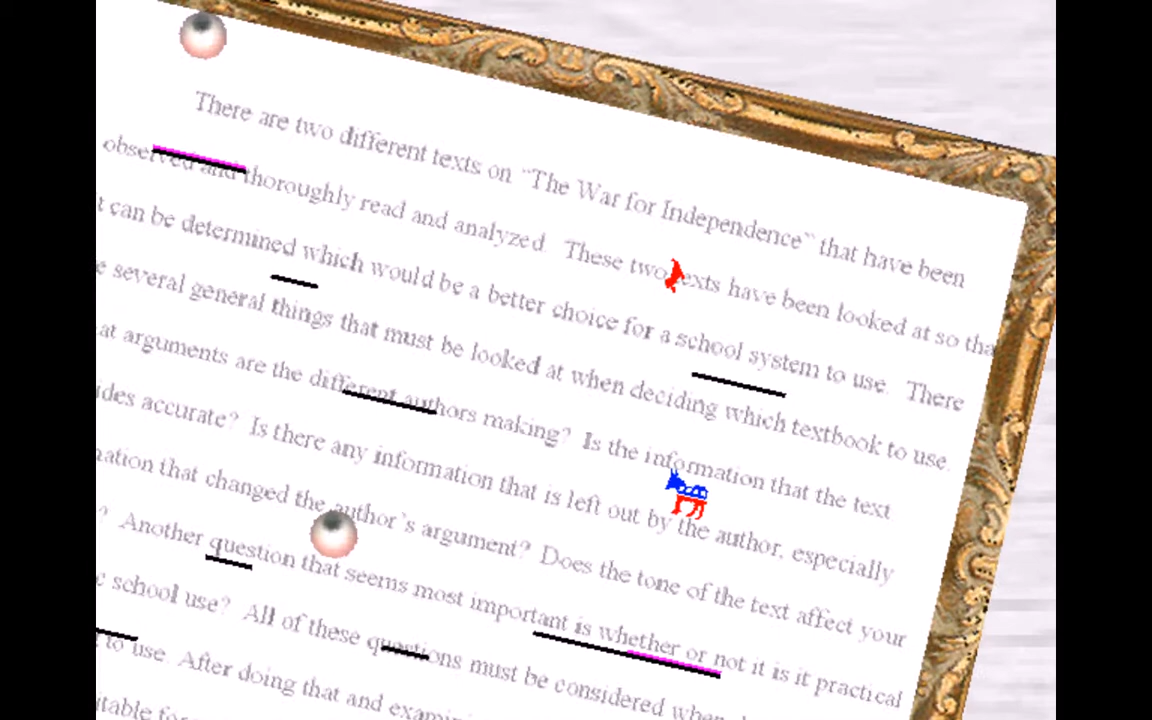 There are two different texts on "The War for Independence" that have been
observed and thoroughly read and analyzed. These two texts have been looked at so tha
t can be determined which would be a better choice for a school system to use. There
e several general things that must be looked at when deciding which textbook to use.
at arguments are the different authors making? Is the information that the text
ides accurate? Is there any information that is left out by the author, especially
nation that changed the author's argument? Does the tone of the text affect your
? Another question that seems most important is whether or not it is it practical
c school use? All of these questions must be considered when
to use. After doing that and examin
itable for